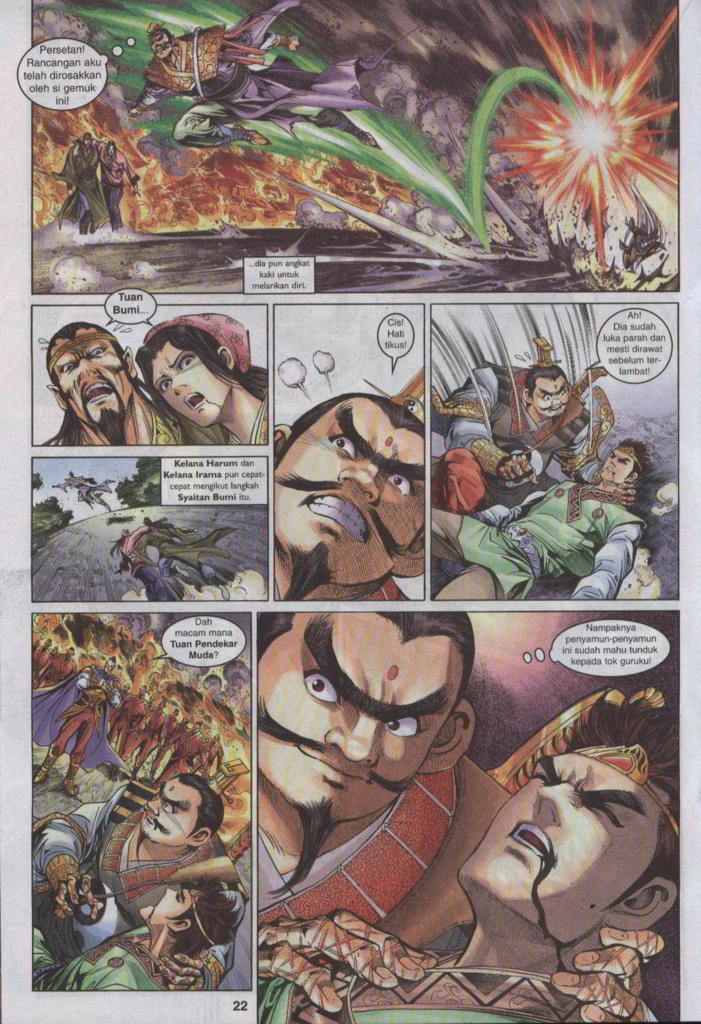 Persetan!
Rancangan aku
telah dirosakkan
oleh si gemuk
ini!
...dia pun angkat
kaki untuk
melarikan diri.
Tuan
Bumi...
Kelana Harum dan
Kelana Irama pun cepat-
cepat mengikut langkah
Syaitan Bumi itu.
Cis!
Hati
tikus!
Ah!
Dia sudah
luka parah dan
mesti dirawat
sebelum ter-
lambat!
Dah
macam mana
Tuan Pendekar
Muda?
Nampaknya
penyamun-penyamun
ini sudah mahu tunduk
kepada tok guruku!
22